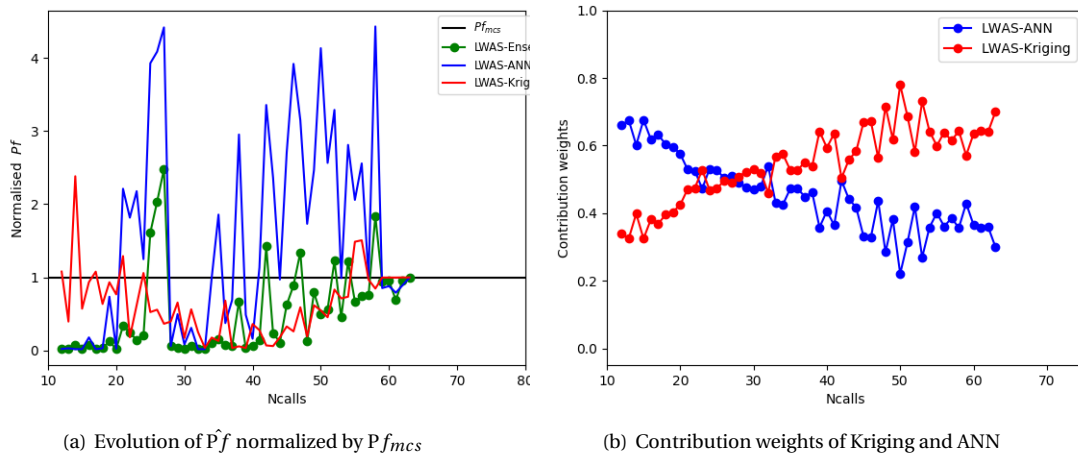 Normalised Pf
4
3
2
1
0
10
20
30
40
50
60
70
80
Ncalls
Pf_mcs
LWAS-Ense
LWAS-ANN
LWAS-Krig
Contribution weights
1.0
0.8
0.6
0.4
0.2
0.0
10
20
30
40
50
60
70
Ncalls
LWAS-ANN
LWAS-Kriging
(a) Evolution of P̂f normalized by Pf_mcs
(b) Contribution weights of Kriging and ANN